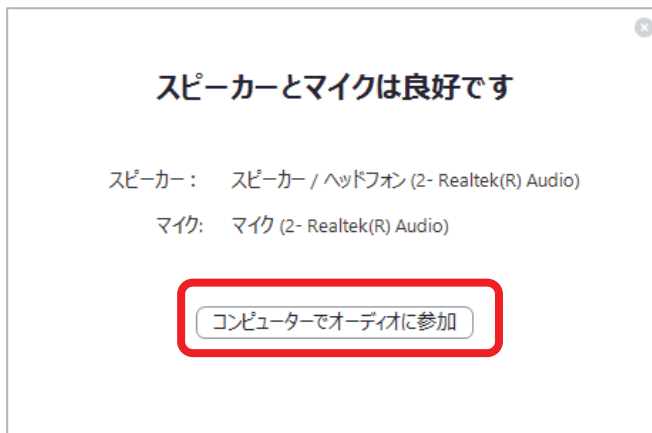 スピーカーとマイクは良好です
スピーカー： スピーカー / ヘッドフォン (2- Realtek(R) Audio)
マイク: マイク (2- Realtek(R) Audio)
コンピューターでオーディオに参加